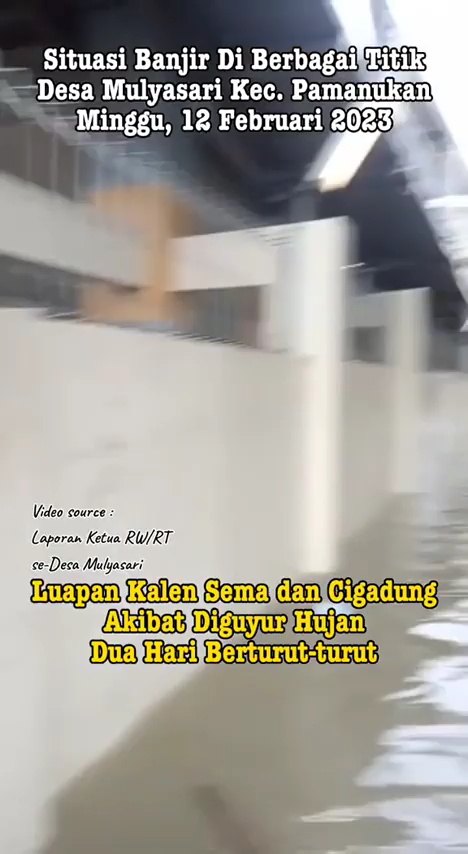 Situasi Banjir Di Berbagai Titik
Desa Mulyasari Kec. Pamanukan
Minggu, 12 Februari 2023
Video source :
Laporan Ketua RW/RT
se-Desa Mulyasari
Luapan Kalen Sema dan Cigadung
Akibat Diguyur Hujan
Dua Hari Berturut-turut